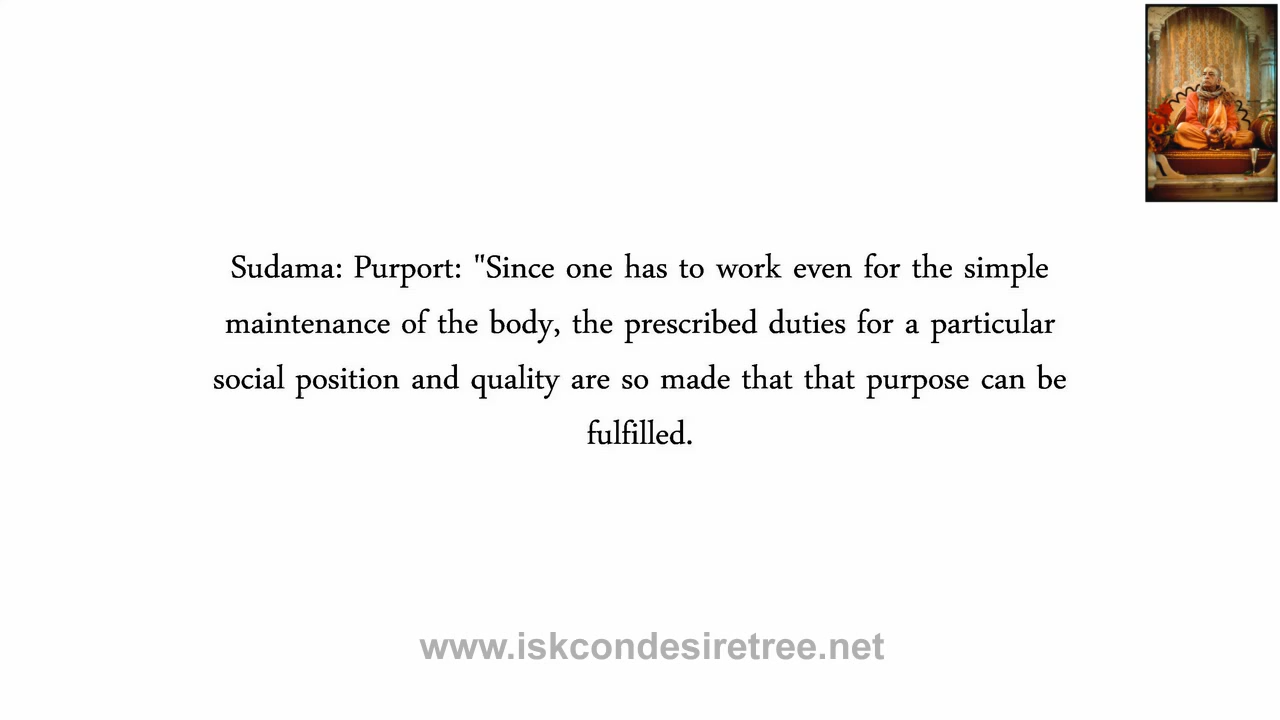 Sudama: Purport: "Since one has to work even for the simple
maintenance of the body, the prescribed duties for a particular
social position and quality are so made that that purpose can be
fulfilled.
www.iskcondesiretree.net